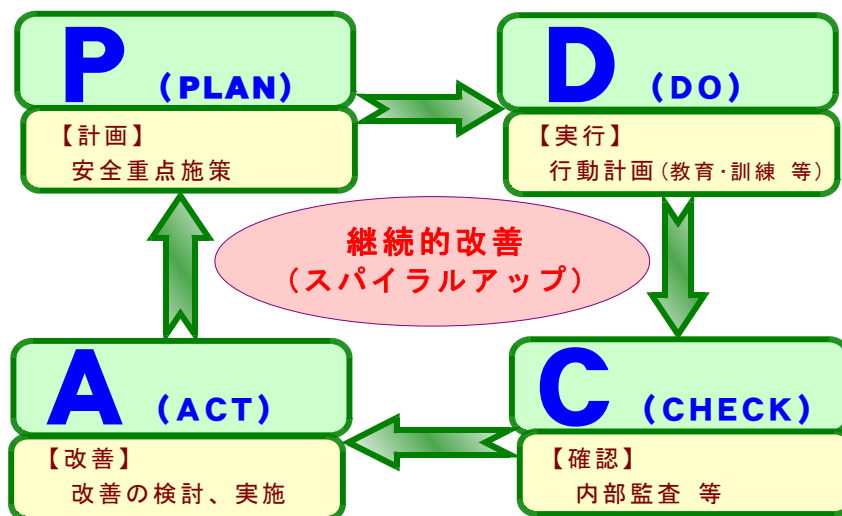 P (PLAN)
【計画】
安全重点施策
D (DO)
【実行】
行動計画(教育・訓練 等)
継続的改善
(スパイラルアップ)
A (ACT)
【改善】
改善の検討、実施
C (CHECK)
【確認】
内部監査 等